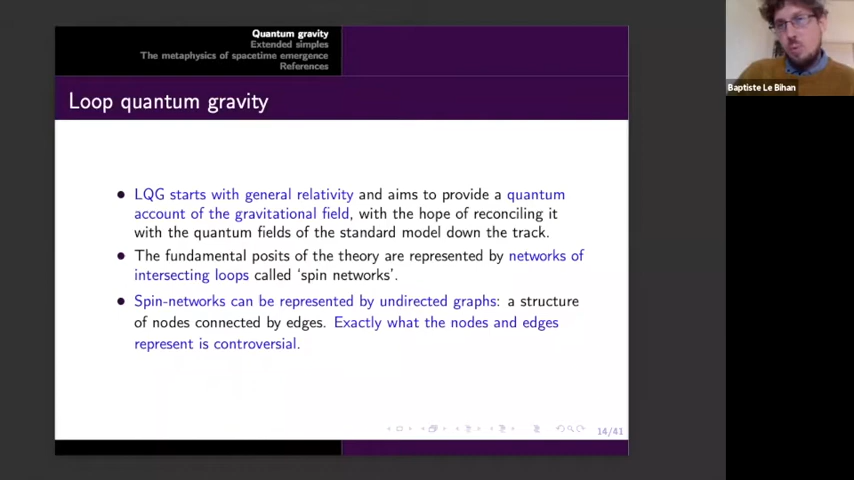 Quantum gravity
Extended simples
The metaphysics of spacetime emergence
References
Loop quantum gravity
• LQG starts with general relativity and aims to provide a quantum
account of the gravitational field, with the hope of reconciling it
with the quantum fields of the standard model down the track.
• The fundamental posits of the theory are represented by networks of
intersecting loops called ‘spin networks’.
• Spin-networks can be represented by undirected graphs: a structure
of nodes connected by edges. Exactly what the nodes and edges
represent is controversial.
14/41
Baptiste Le Bihan